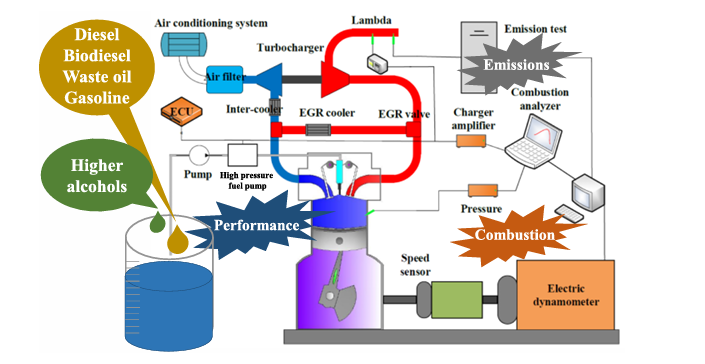 Air conditioning system
Lambda
Emission test
Diesel
Biodiesel
Waste oil
Gasoline
Turbocharger
Air filter
Emissions
Combustion
analyzer
ECU
Inter-cooler
EGR cooler
EGR valve
Charger
amplifier
Higher
alcohols
Pump
High pressure
fuel pump
Pressure
Performance
Combustion
Speed
sensor
Electric
dynamometer